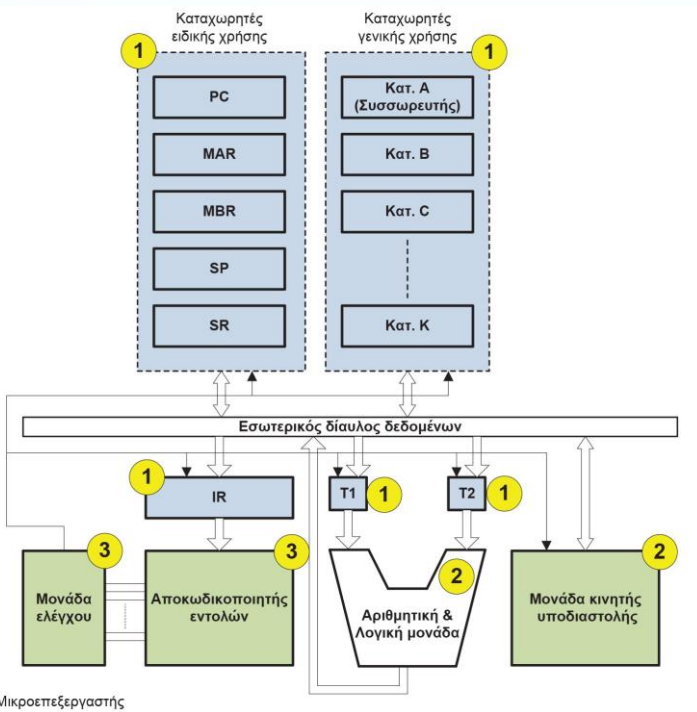 Καταχωρητές
ειδικής χρήσης
Καταχωρητές
γενικής χρήσης
1
1
PC
MAR
MBR
SP
SR
Κατ. A
(Συσσωρευτής)
Κατ. B
Κατ. C
Κατ. K
Εσωτερικός δίαυλος δεδομένων
1
IR
T1
1
T2
1
3
Μονάδα
ελέγχου
3
Αποκωδικοποιητής
εντολών
2
Αριθμητική &
Λογική μονάδα
2
Μονάδα κινητής
υποδιαστολής
Μικροεπεξεργαστής